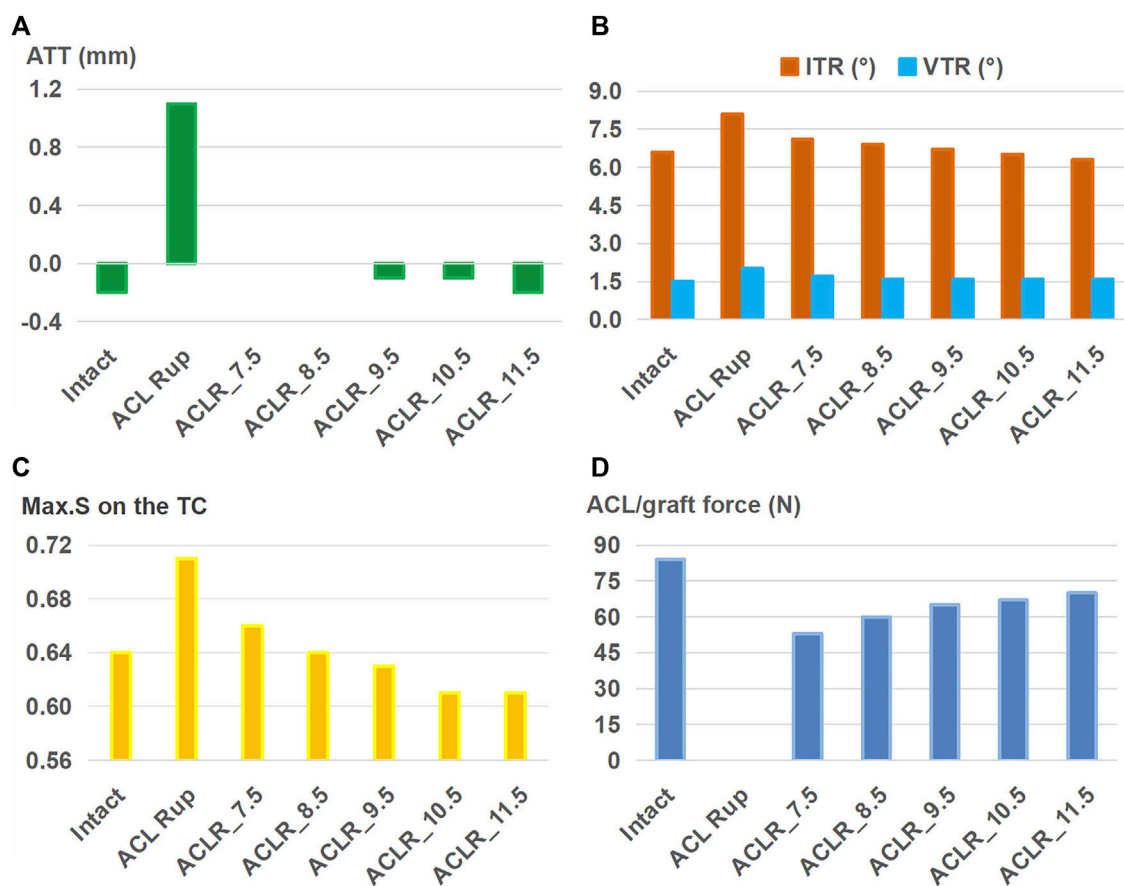 A
ATT (mm)
1.2
0.8
0.4
0.0
-0.4
Intact
ACL Rup
ACLR_7.5
ACLR_8.5
ACLR_9.5
ACLR_10.5
ACLR_11.5
B
ITR (°) VTR (°)
9.0
7.5
6.0
4.5
3.0
1.5
0.0
Intact
ACL Rup
ACLR_7.5
ACLR_8.5
ACLR_9.5
ACLR_10.5
ACLR_11.5
C
Max.S on the TC
0.72
0.68
0.64
0.60
0.56
Intact
ACL Rup
ACLR_7.5
ACLR_8.5
ACLR_9.5
ACLR_10.5
ACLR_11.5
D
ACL/graft force (N)
90
75
60
45
30
15
0
Intact
ACL Rup
ACLR_7.5
ACLR_8.5
ACLR_9.5
ACLR_10.5
ACLR_11.5